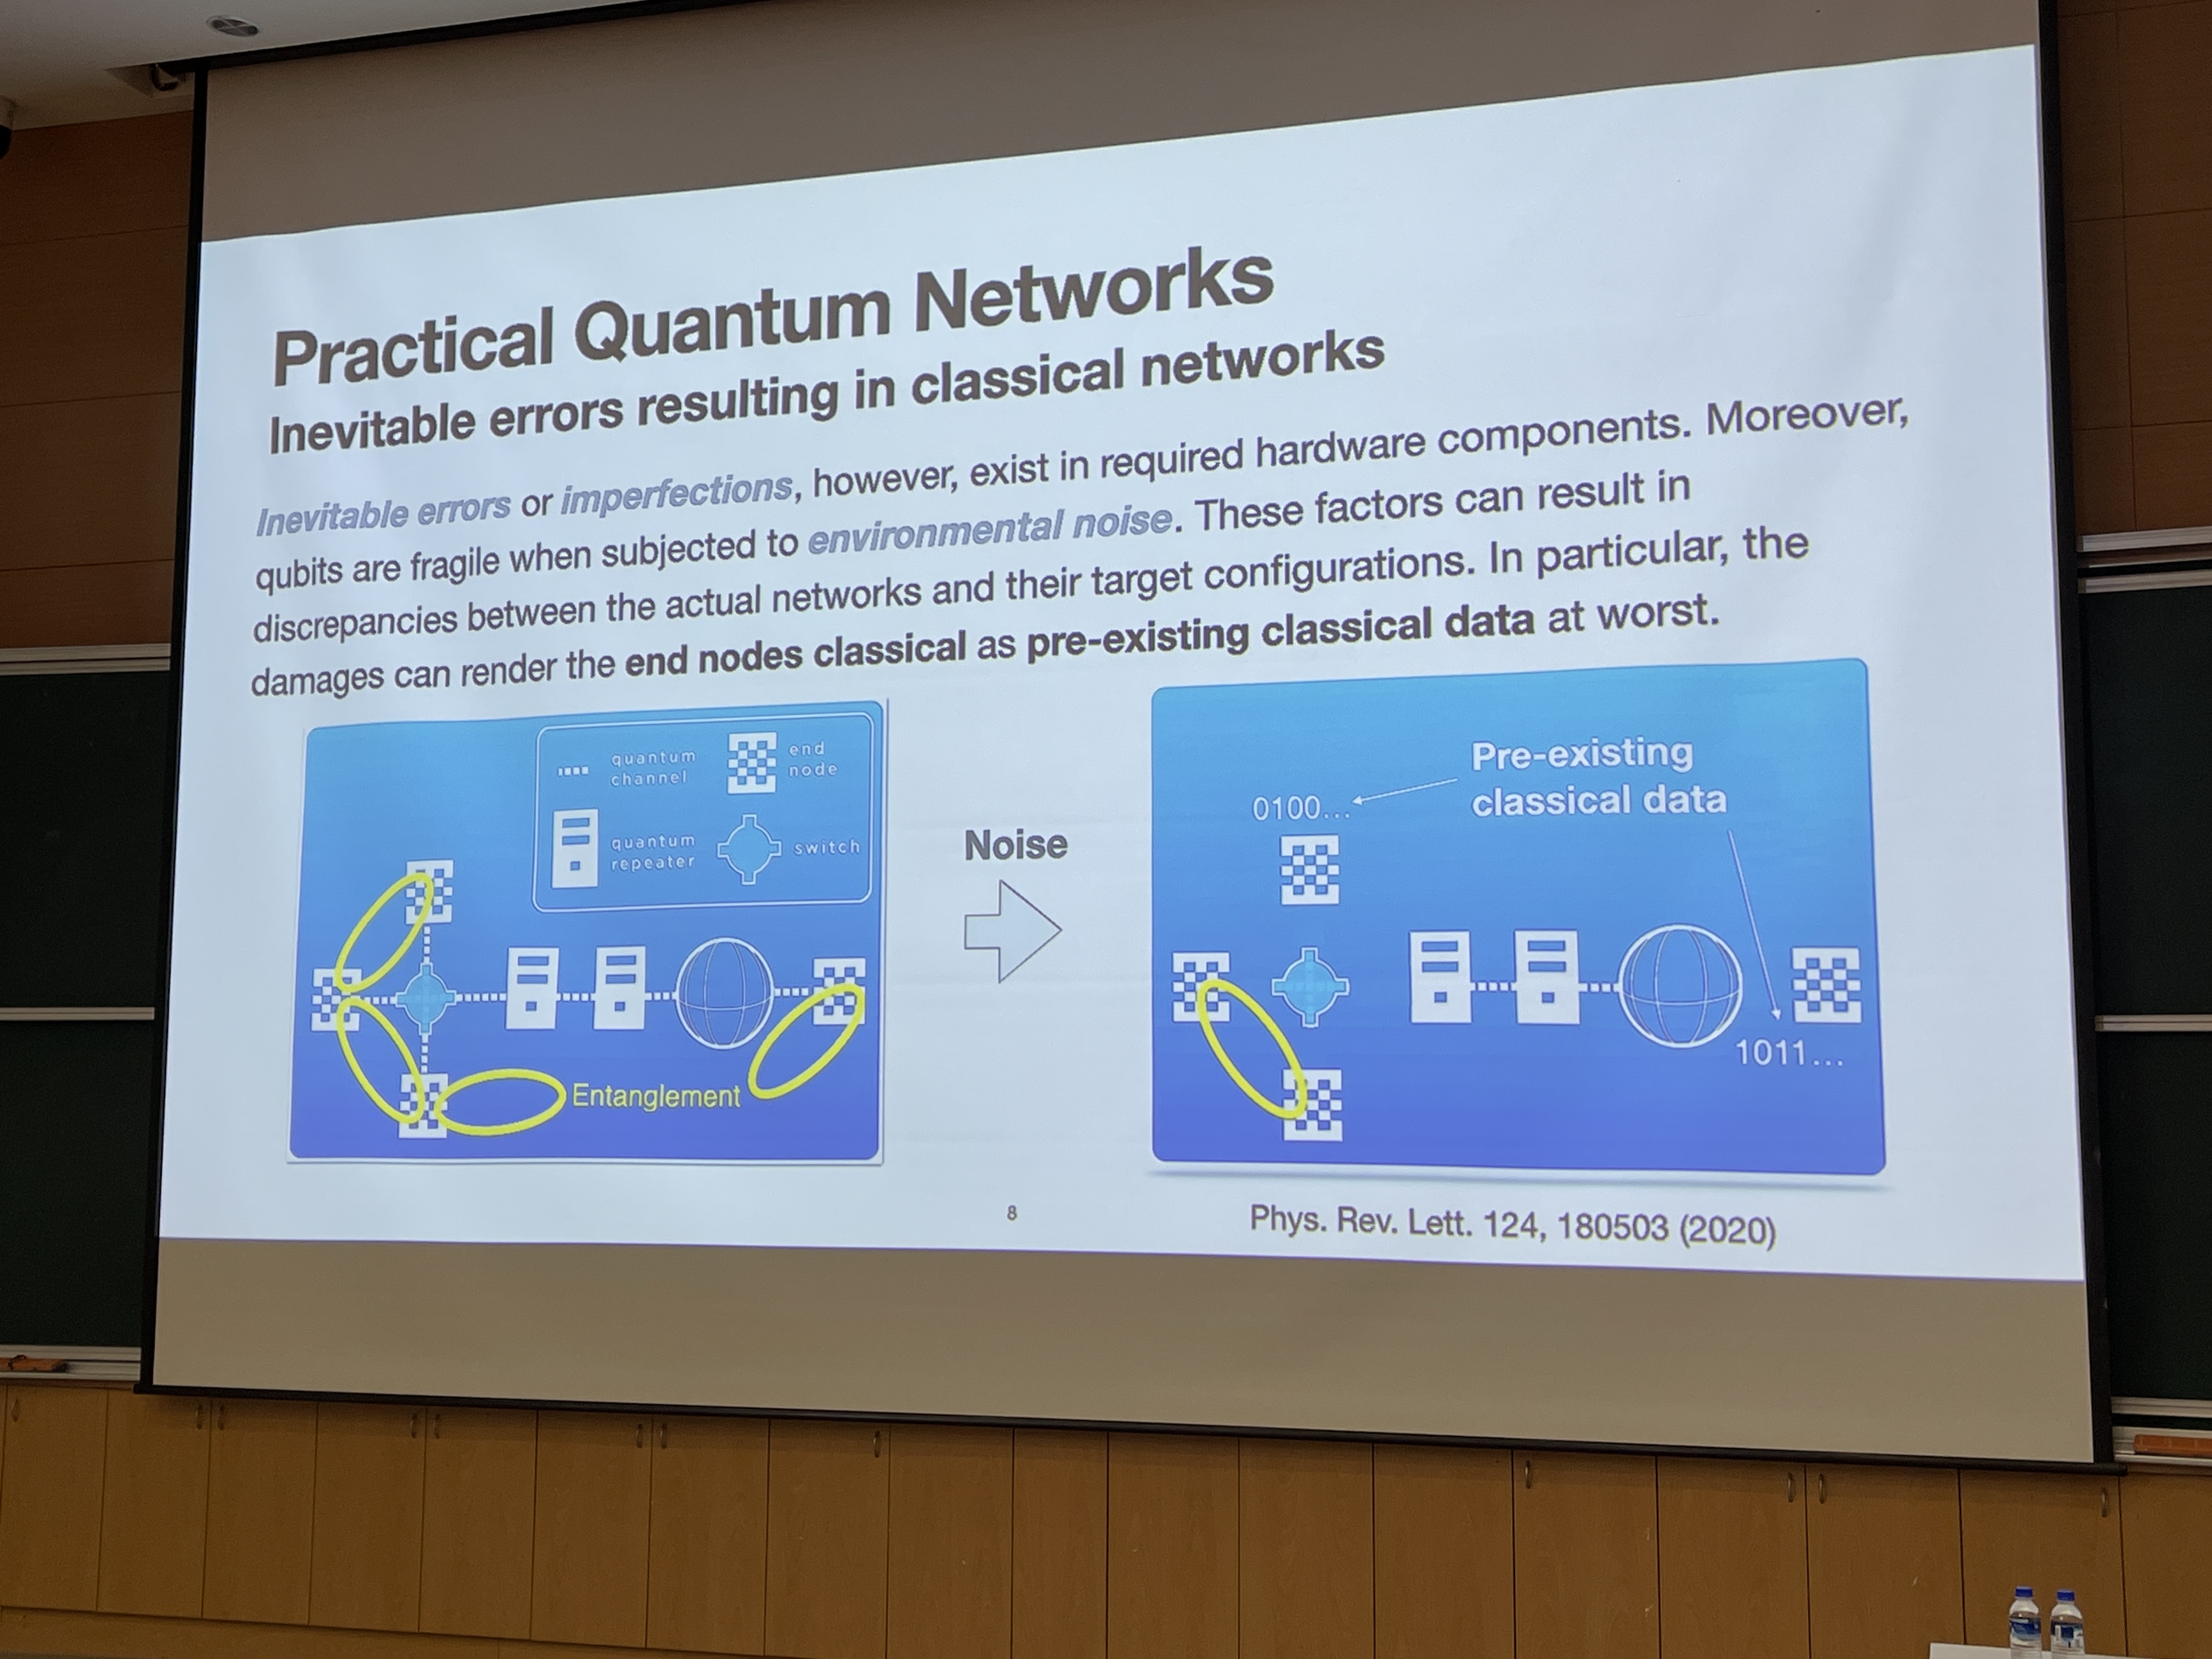 Practical Quantum Networks
Inevitable errors resulting in classical networks
Inevitable errors or imperfections, however, exist in required hardware components. Moreover,
qubits are fragile when subjected to environmental noise. These factors can result in
discrepancies between the actual networks and their target configurations. In particular, the
damages can render the end nodes classical as pre-existing classical data at worst.
quantum
channel
end
node
quantum
repeater
switch
Entanglement
Noise
Pre-existing
classical data
0100...
1011...
8
Phys. Rev. Lett. 124, 180503 (2020)